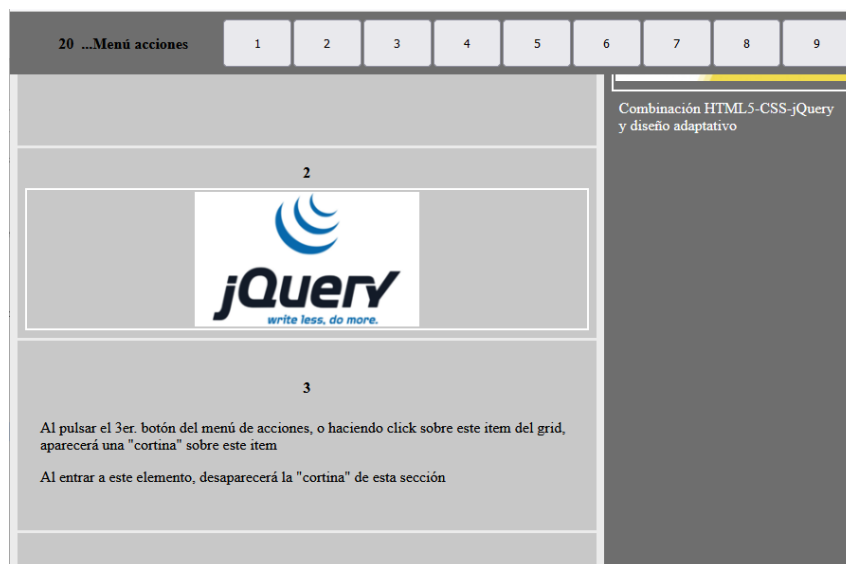 20 ...Menú acciones 1 2 3 4 5 6 7 8 9
Combinación HTML5-CSS-jQuery
y diseño adaptativo
2
jQuery
write less, do more.
3
Al pulsar el 3er. botón del menú de acciones, o haciendo click sobre este item del grid,
aparecerá una "cortina" sobre este item
Al entrar a este elemento, desaparecerá la "cortina" de esta sección